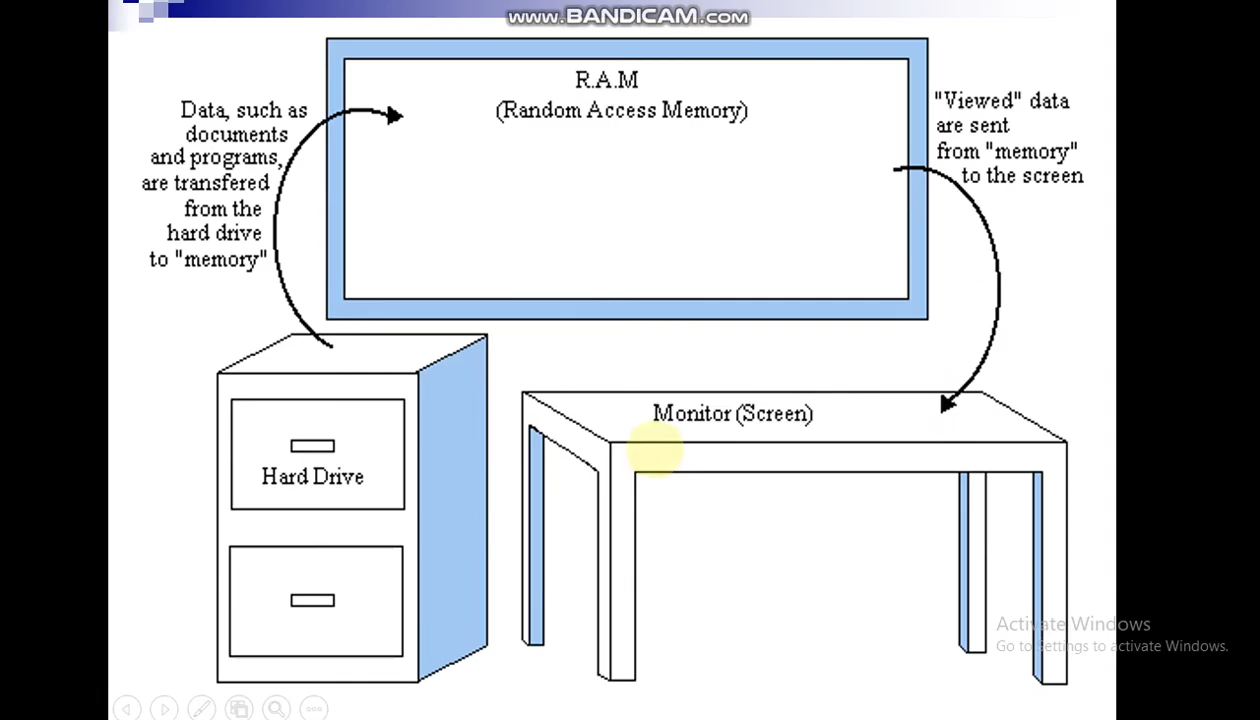 www.BANDICAM.com
R.A.M
(Random Access Memory)
Data, such as
documents
and programs,
are transfered
from the
hard drive
to "memory"
"Viewed" data
are sent
from "memory"
to the screen
Monitor (Screen)
Hard Drive
Activate Windows
Go to Settings to activate Windows.